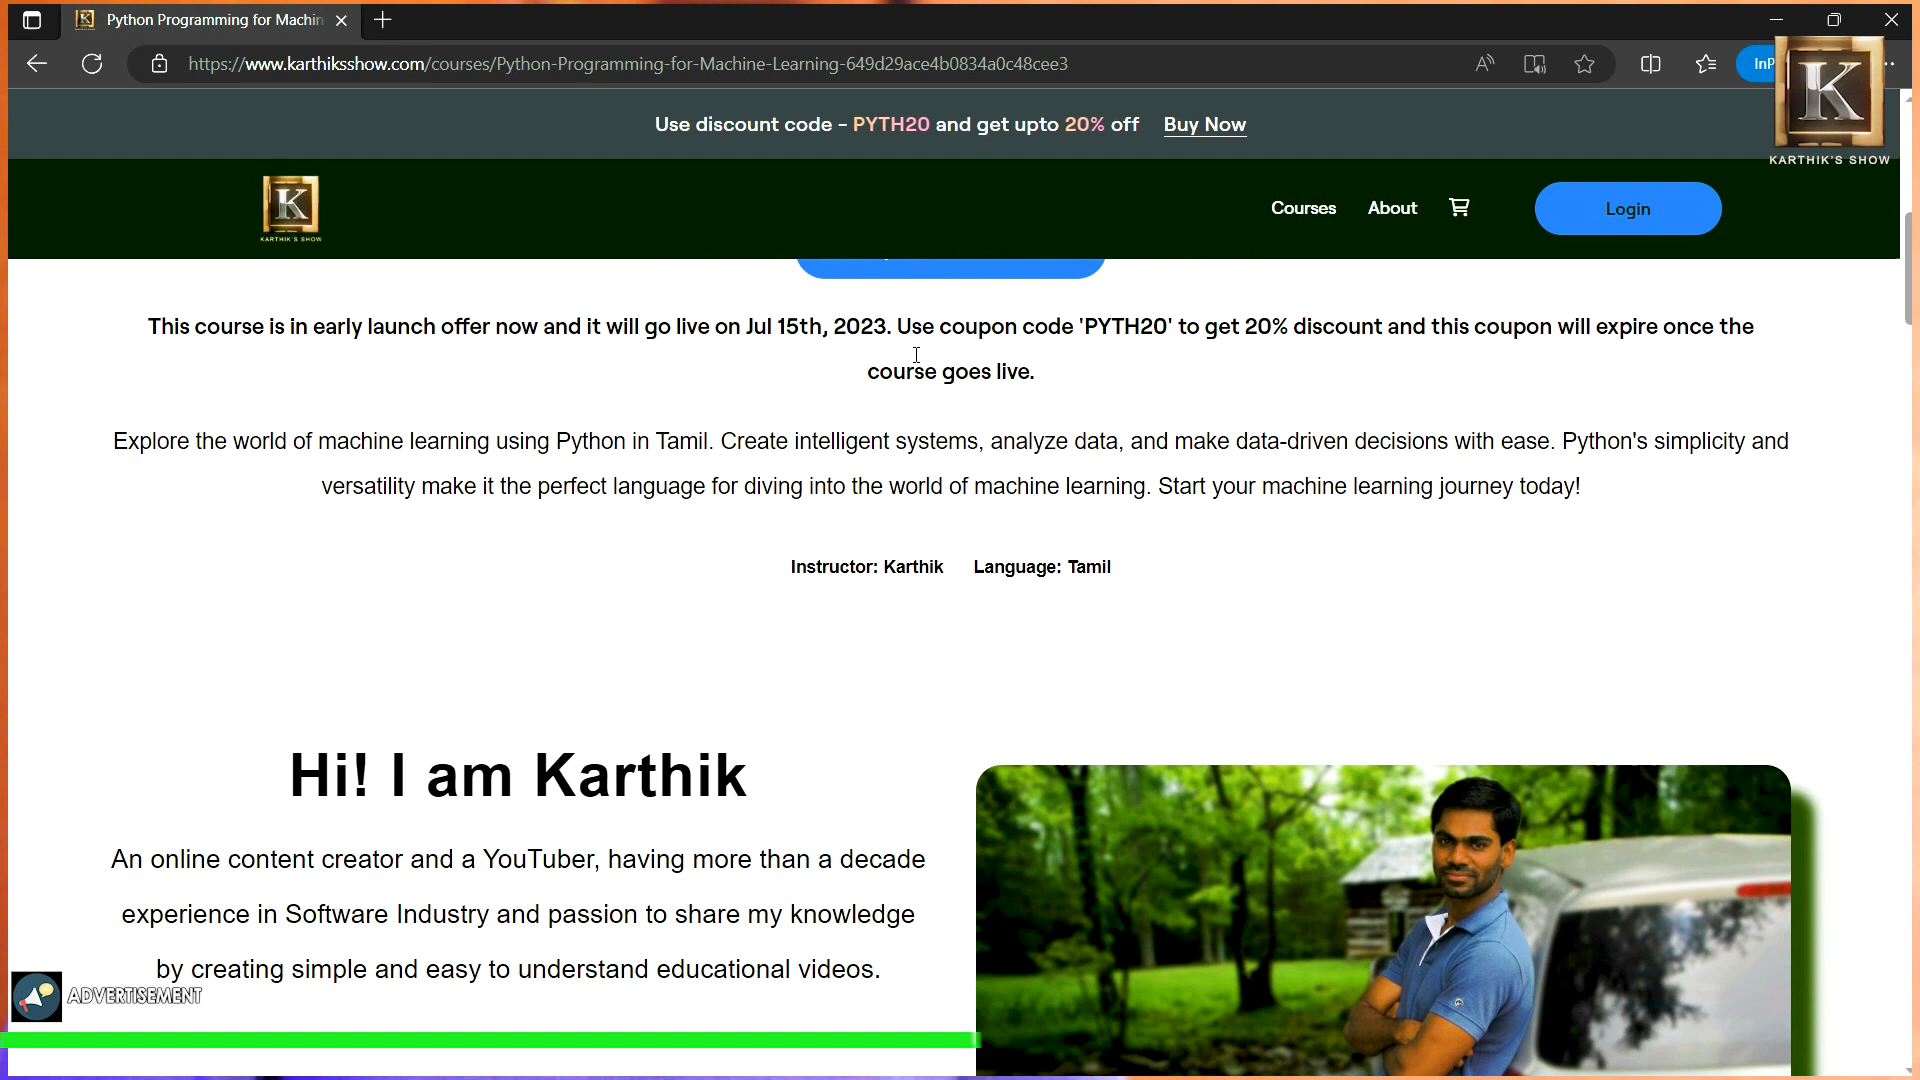 Python Programming for Machin
https://www.karthiksshow.com/courses/Python-Programming-for-Machine-Learning-649d29ace4b0834a0c48cee3
InP
K
KARTHIK'S SHOW
Use discount code - PYTH20 and get upto 20% off Buy Now
K
KARTHIK'S SHOW
Courses About Login
This course is in early launch offer now and it will go live on Jul 15th, 2023. Use coupon code 'PYTH20' to get 20% discount and this coupon will expire once the
course goes live.
Explore the world of machine learning using Python in Tamil. Create intelligent systems, analyze data, and make data-driven decisions with ease. Python's simplicity and
versatility make it the perfect language for diving into the world of machine learning. Start your machine learning journey today!
Instructor: Karthik Language: Tamil
Hi! I am Karthik
An online content creator and a YouTuber, having more than a decade
experience in Software Industry and passion to share my knowledge
by creating simple and easy to understand educational videos.
ADVERTISEMENT